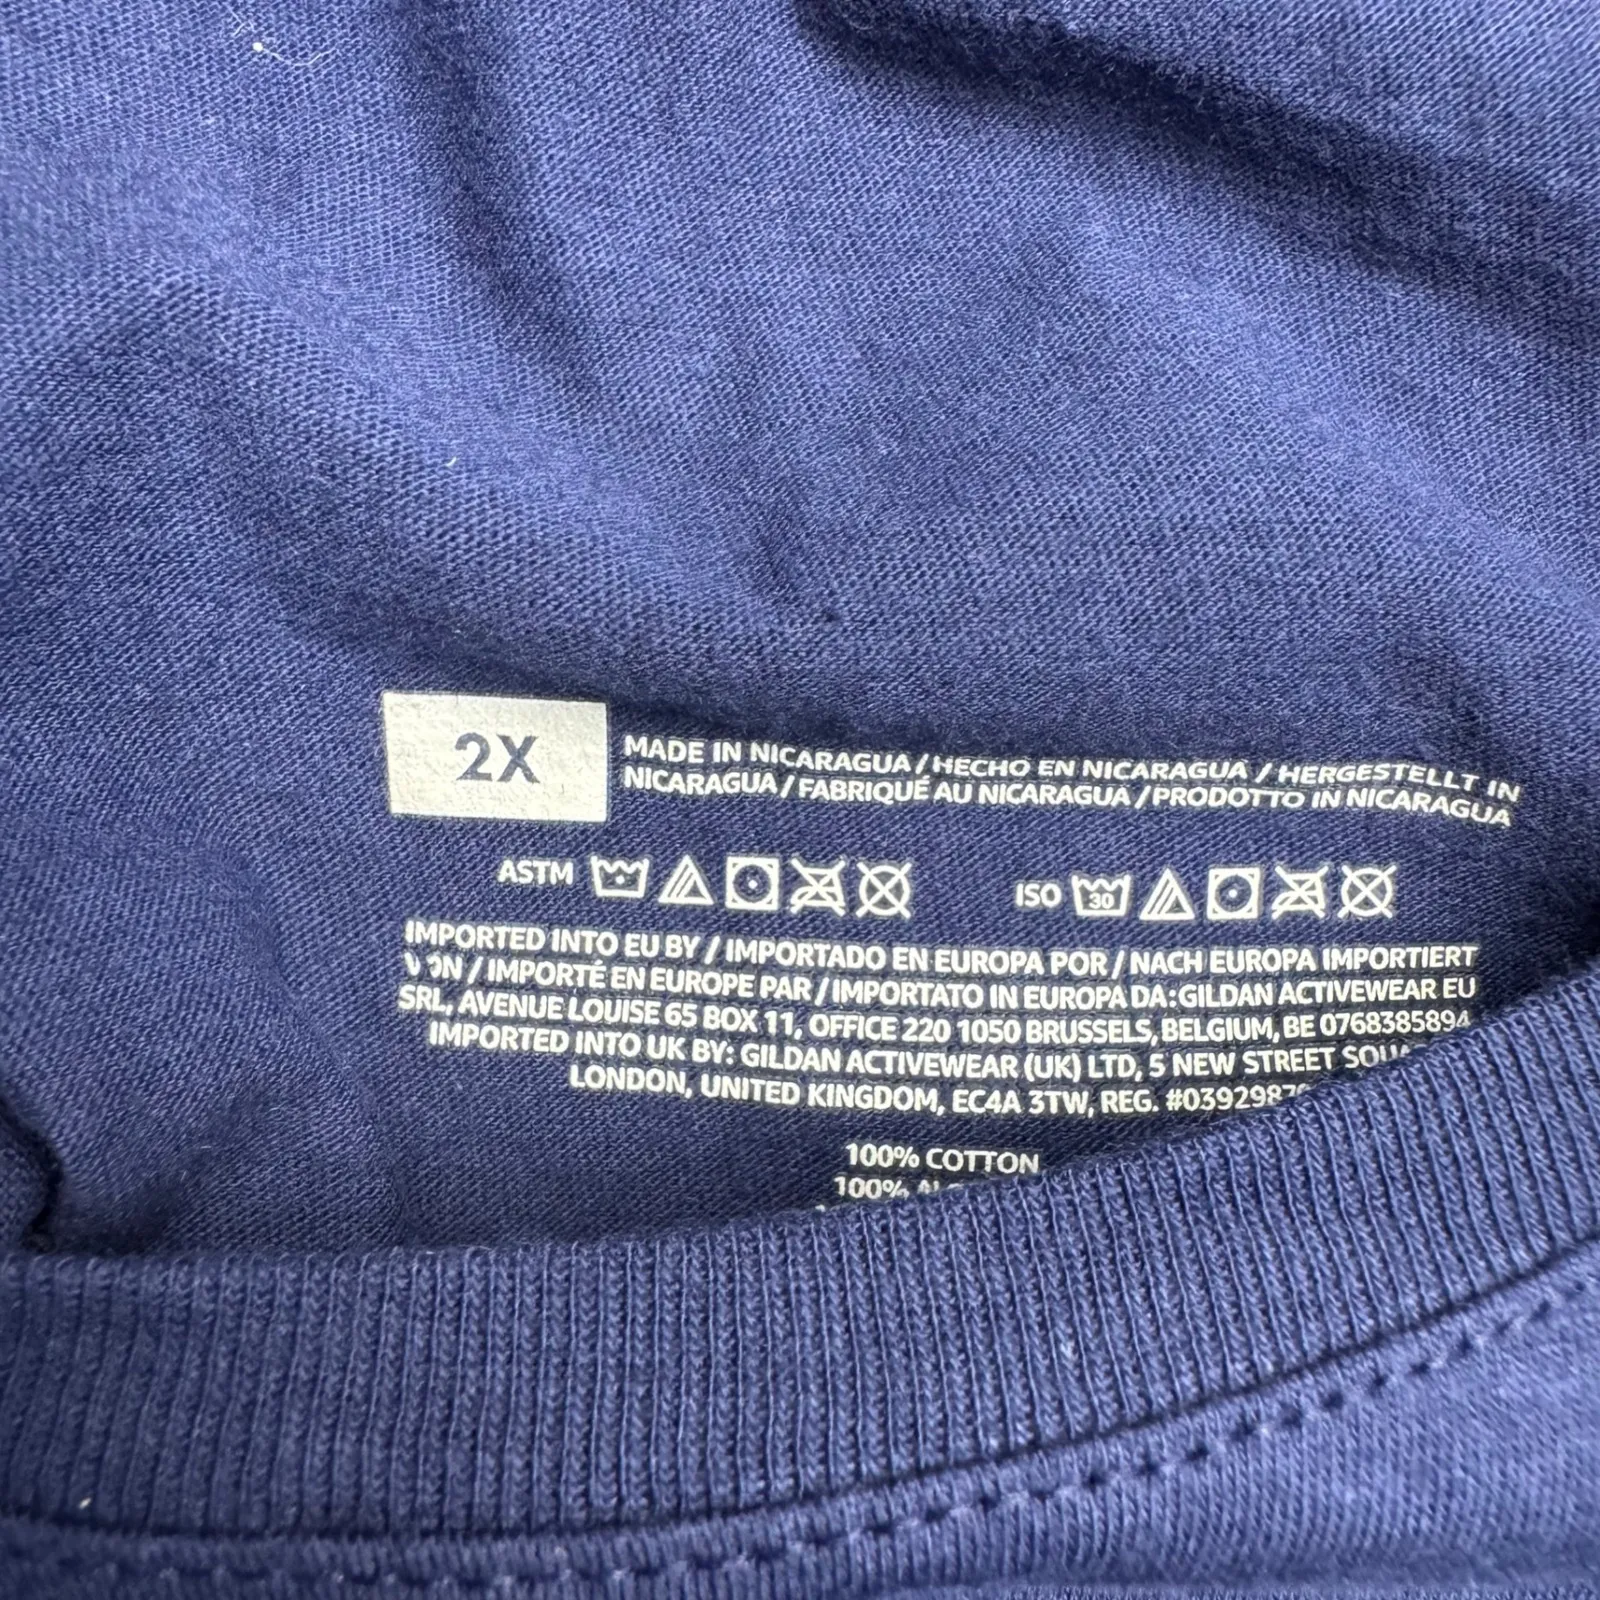 2X
MADE IN NICARAGUA / HECHO EN NICARAGUA / HERGESTELLT IN
NICARAGUA / FABRIQUÉ AU NICARAGUA / PRODOTTO IN NICARAGUA
ASTM
ISO 30
IMPORTED INTO EU BY / IMPORTADO EN EUROPA POR / NACH EUROPA IMPORTIERT
VON / IMPORTÉ EN EUROPE PAR / IMPORTATO IN EUROPA DA: GILDAN ACTIVEWEAR EU
SRL, AVENUE LOUISE 65 BOX 11, OFFICE 220 1050 BRUSSELS, BELGIUM, BE 0768385894
IMPORTED INTO UK BY: GILDAN ACTIVEWEAR (UK) LTD, 5 NEW STREET
LONDON, UNITED KINGDOM, EC4A 3TW, REG.
100% COTTON
100%